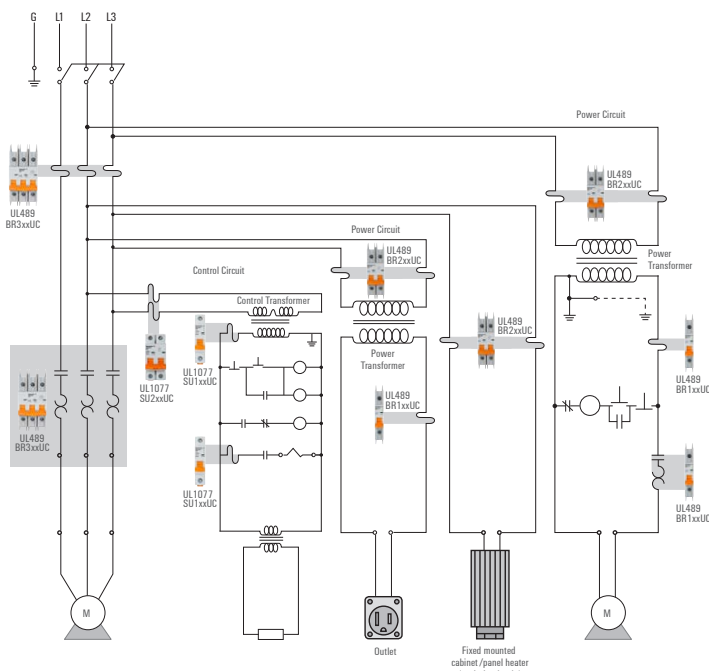 G L1 L2 L3
Power Circuit
UL489
BR3xxUC
UL489
BR2xxUC
Power Circuit
UL489
BR2xxUC
Power
Transformer
Control Circuit
Control Transformer
UL489
BR2xxUC
UL1077
SU1xxUC
UL1077
SU2xxUC
Power
Transformer
UL489
BR1xxUC
UL489
BR1xxUC
UL489
BR3xxUC
UL1077
SU1xxUC
UL489
BR1xxUC
M
M
Outlet
Fixed mounted
cabinet/panel heater